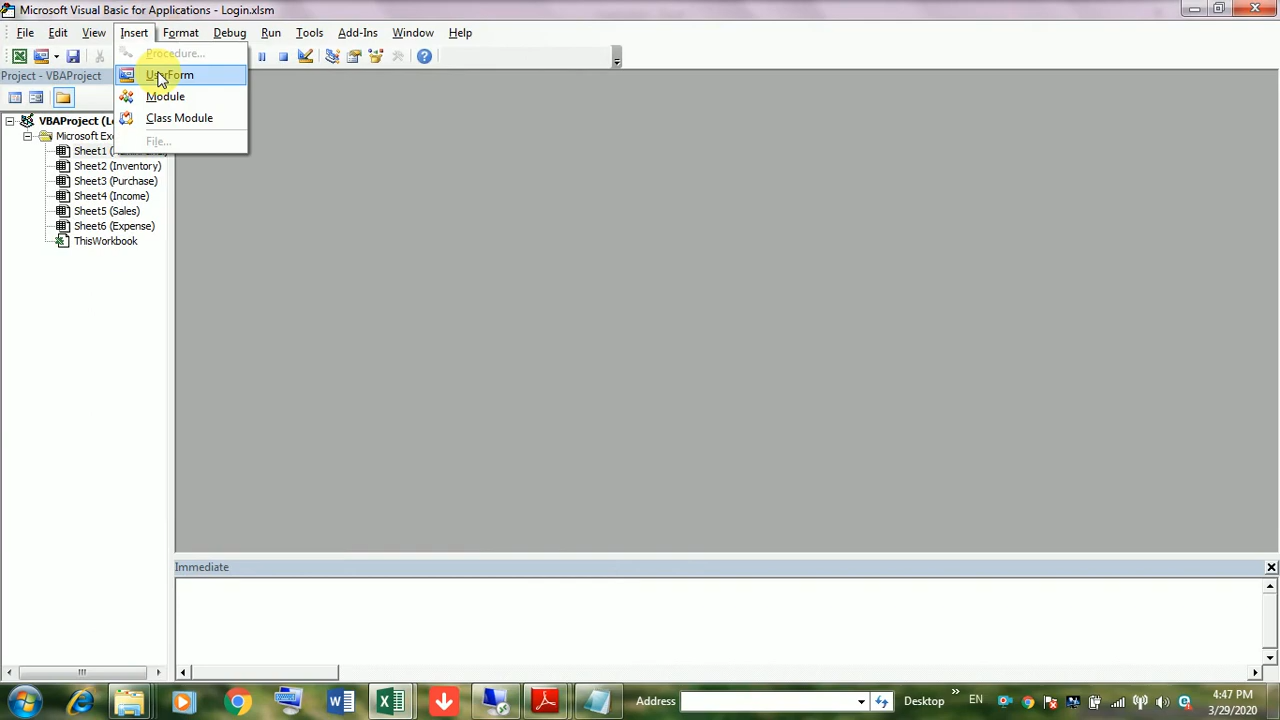 Microsoft Visual Basic for Applications - Login.xlsm
File Edit View Insert Format Debug Run Tools Add-Ins Window Help
Procedure...
UserForm
Module
Class Module
File...
Project - VBAProject
VBAProject
Microsoft
Sheet1
Sheet2 (Inventory)
Sheet3 (Purchase)
Sheet4 (Income)
Sheet5 (Sales)
Sheet6 (Expense)
ThisWorkbook
Immediate
Address Desktop EN
4:47 PM
3/29/2020